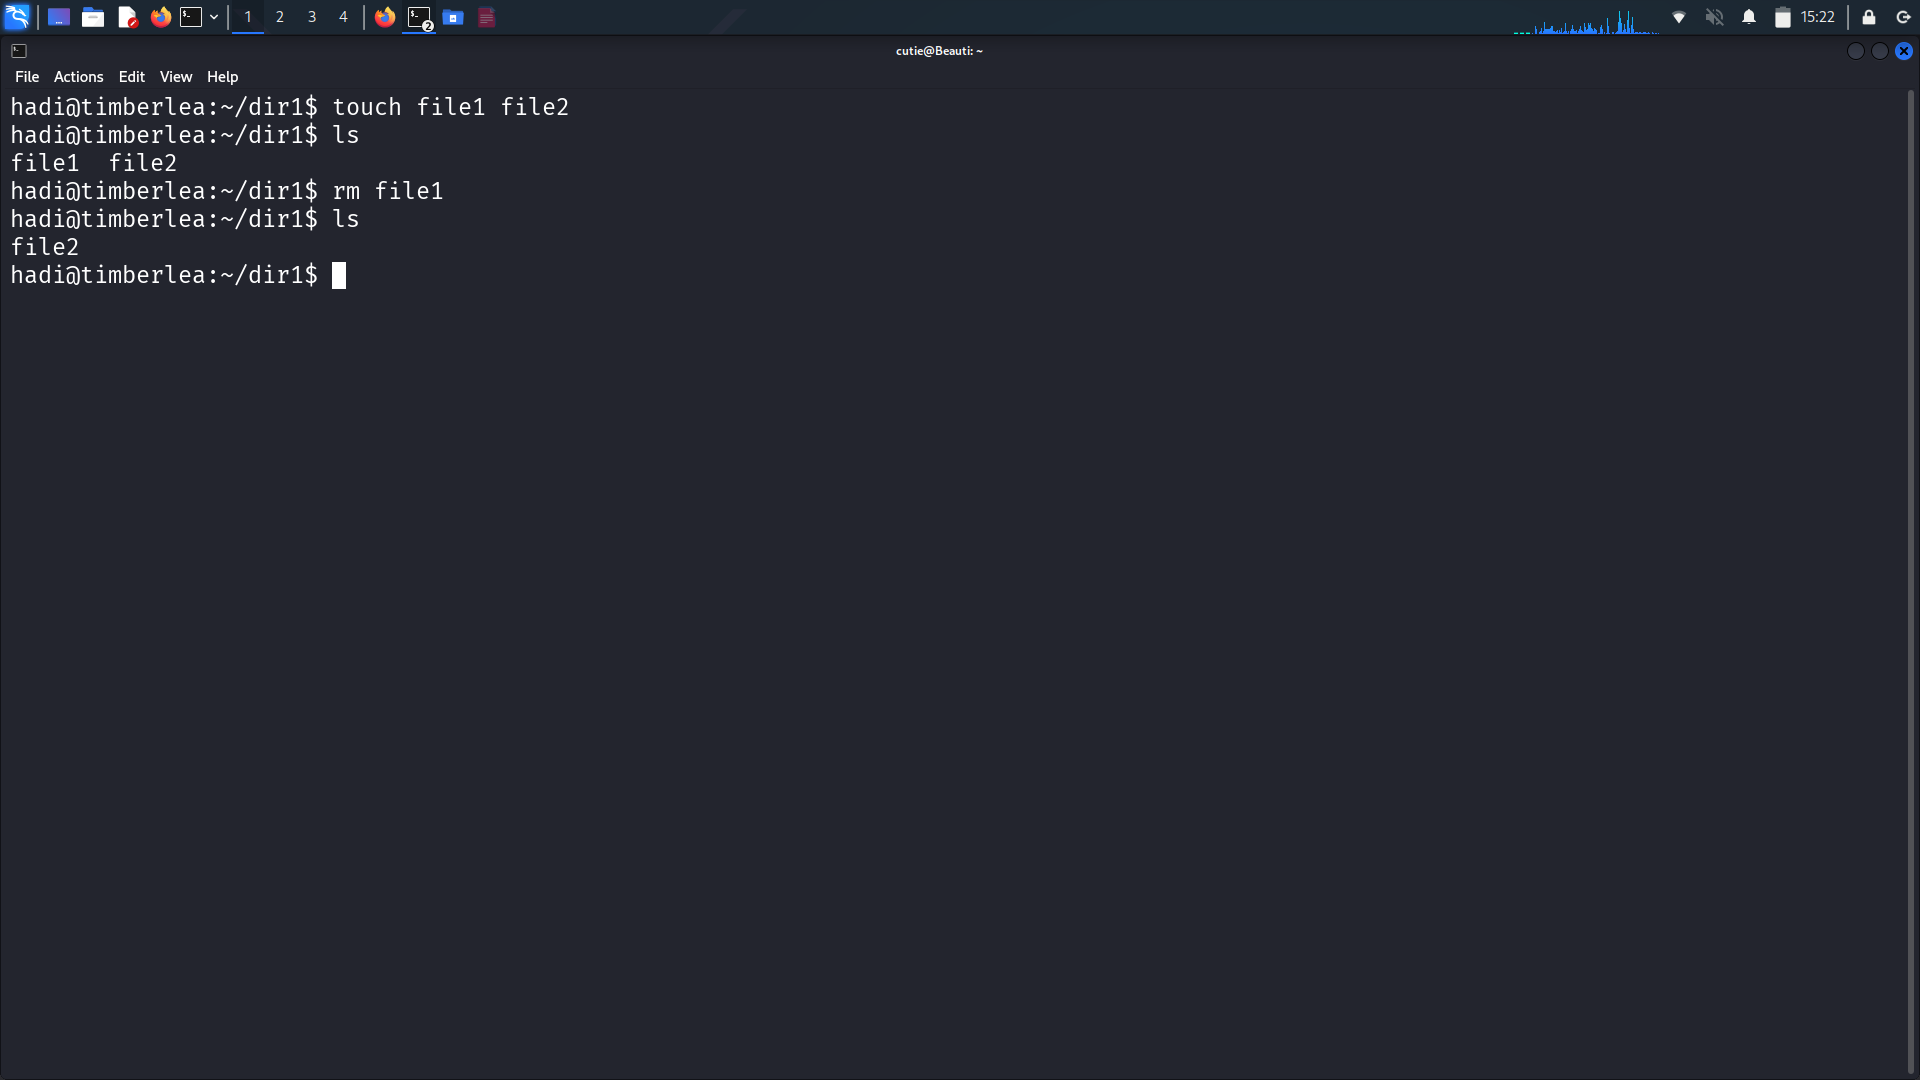 1 2 3 4 2 15:22
cutie@Beauti: ~
File Actions Edit View Help
hadi@timberlea:~/dir1$ touch file1 file2
hadi@timberlea:~/dir1$ ls
file1  file2
hadi@timberlea:~/dir1$ rm file1
hadi@timberlea:~/dir1$ ls
file2
hadi@timberlea:~/dir1$